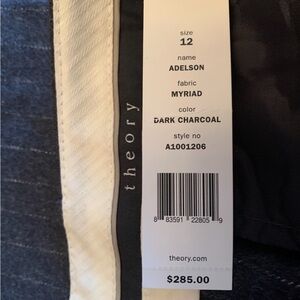 theory
size
12
name
ADELSON
fabric
MYRIAD
color
DARK CHARCOAL
style no
A1001206
8 83591 22805 9
theory.com
$285.00